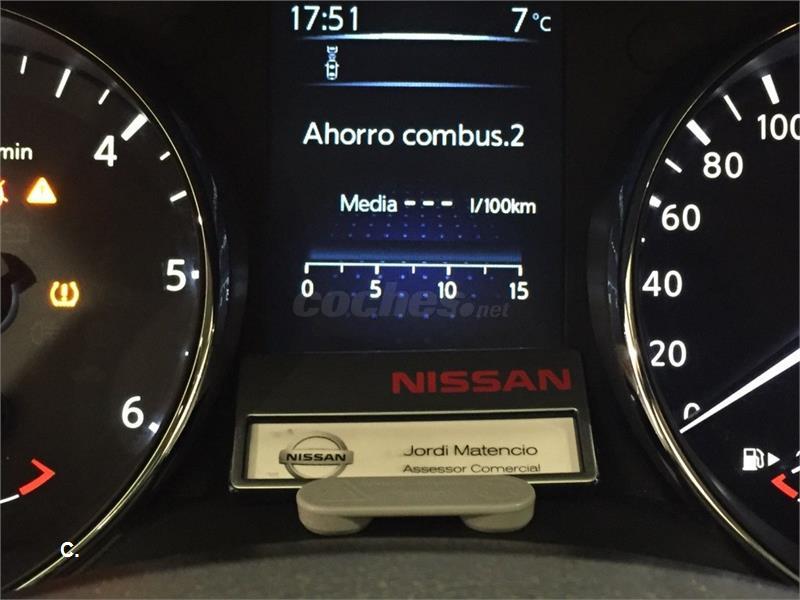 17:51 7 °C
Ahorro combus.2
Media --- l/100km
0 5 10 15
coches.net
min
4
5
6
100
80
60
40
20
0
NISSAN
NISSAN
Jordi Matencio
Assessor Comercial
C.